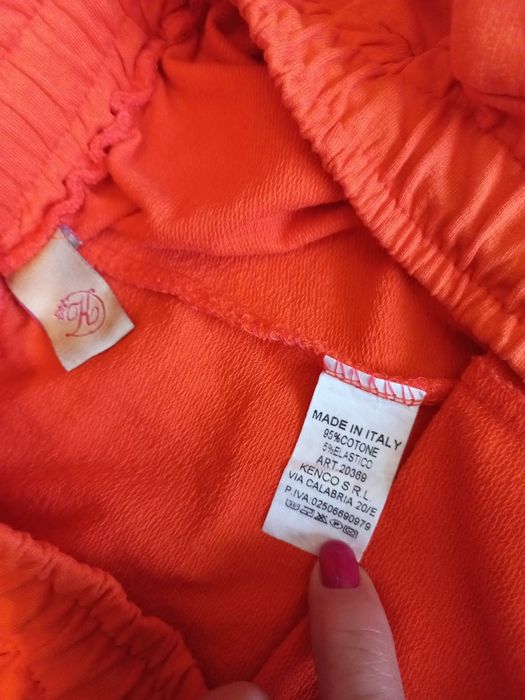 MADE IN ITALY
95%COTONE
5%ELASTICO
ART.20369
KENCO S R.L.
VIA CALABRIA 20/E
P.IVA:02506690979